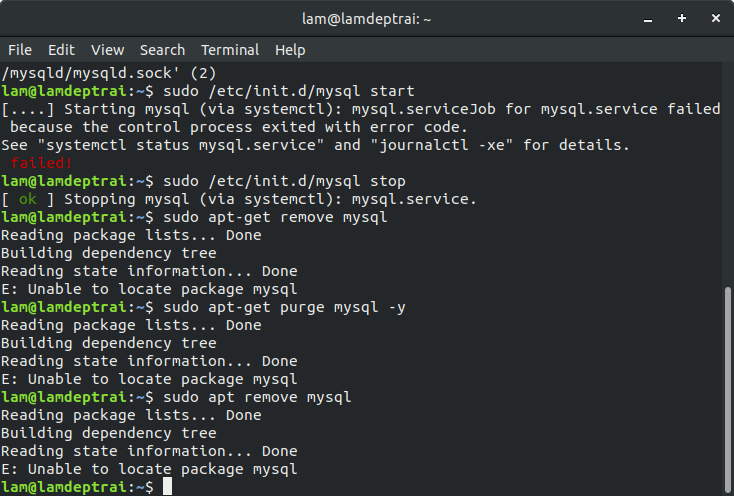 lam@lamdeptrai: ~
File Edit View Search Terminal Help
/mysqld/mysqld.sock' (2)
lam@lamdeptrai:~$ sudo /etc/init.d/mysql start
[....] Starting mysql (via systemctl): mysql.serviceJob for mysql.service failed
 because the control process exited with error code.
See "systemctl status mysql.service" and "journalctl -xe" for details.
 failed!
lam@lamdeptrai:~$ sudo /etc/init.d/mysql stop
[ ok ] Stopping mysql (via systemctl): mysql.service.
lam@lamdeptrai:~$ sudo apt-get remove mysql
Reading package lists... Done
Building dependency tree
Reading state information... Done
E: Unable to locate package mysql
lam@lamdeptrai:~$ sudo apt-get purge mysql -y
Reading package lists... Done
Building dependency tree
Reading state information... Done
E: Unable to locate package mysql
lam@lamdeptrai:~$ sudo apt remove mysql
Reading package lists... Done
Building dependency tree
Reading state information... Done
E: Unable to locate package mysql
lam@lamdeptrai:~$